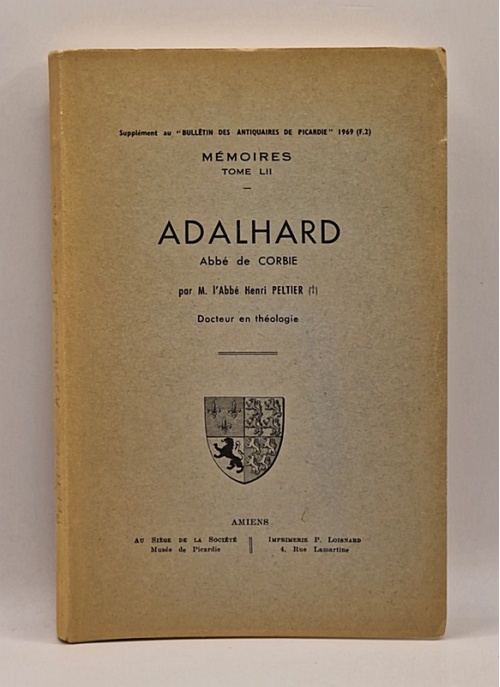 Supplément au "BULLÊTIN DES ANTIQUAIRES DE PICARDIE" 1969 (F.2)
MÉMOIRES
TOME LII
ADALHARD
Abbé de CORBIE
par M. l'Abbé Henri PELTIER (†)
Docteur en théologie
AMIENS
AU SIÈGE DE LA SOCIÉTÉ
Musée de Picardie
IMPRIMERIE P. LOISNARD
4, Rue Lamartine